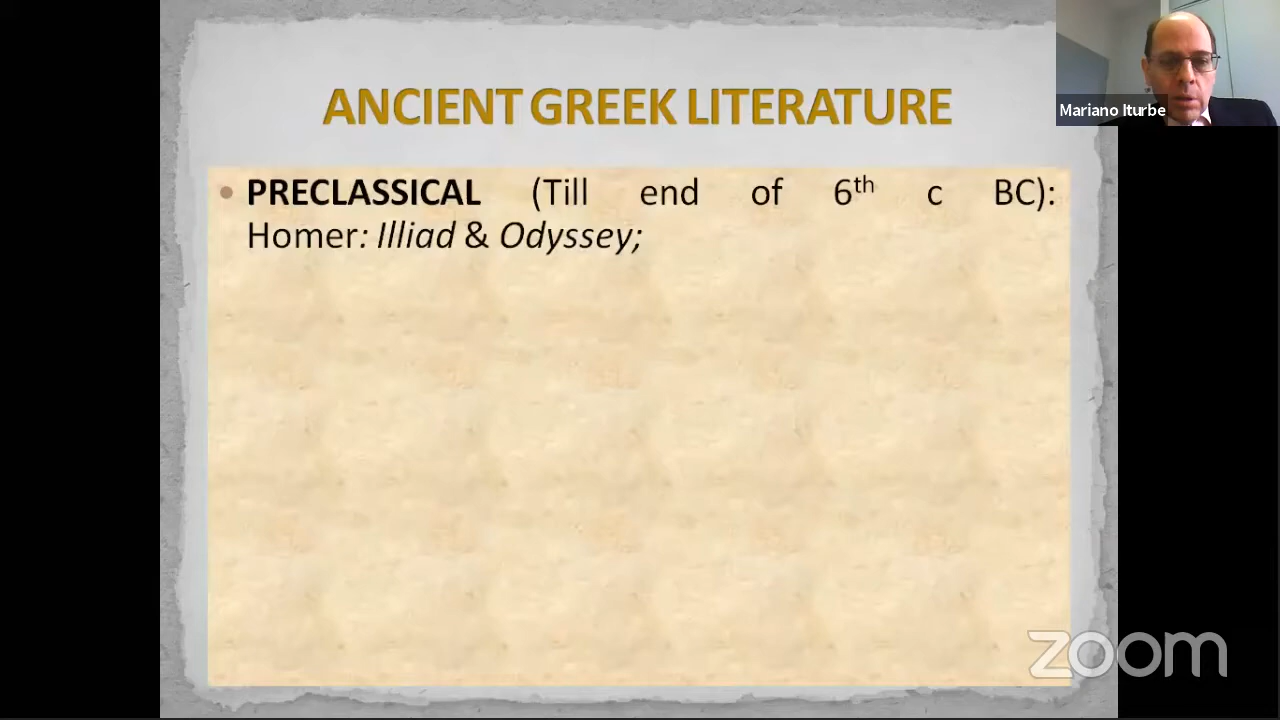 ANCIENT GREEK LITERATURE
Mariano Iturbe
• PRECLASSICAL (Till end of 6th c BC):
Homer: Illiad & Odyssey;
zoom